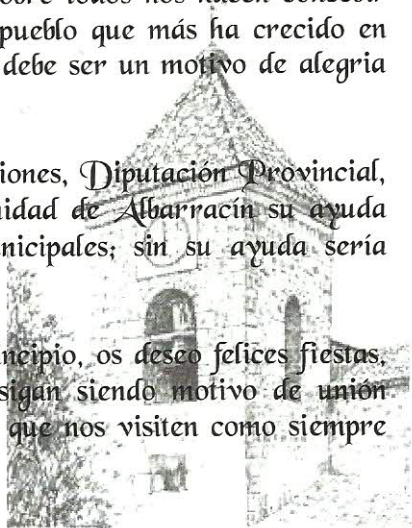 pueblo que más ha crecido en
debe ser un motivo de alegria
iones, Diputación Provincial,
nidad de Albarracín su ayuda
nicipales; sin su ayuda sería
ncipio, os deseo felices fiestas,
sigan siendo motivo de unión
que nos visiten como siempre